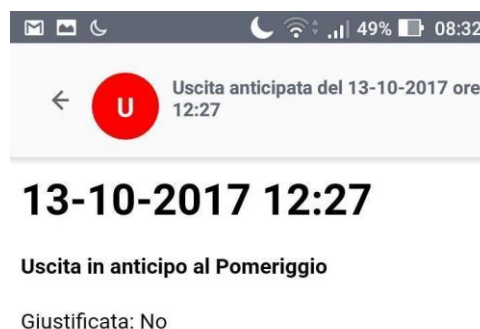 49% 08:32
U
Uscita anticipata del 13-10-2017 ore
12:27
13-10-2017 12:27
Uscita in anticipo al Pomeriggio
Giustificata: No